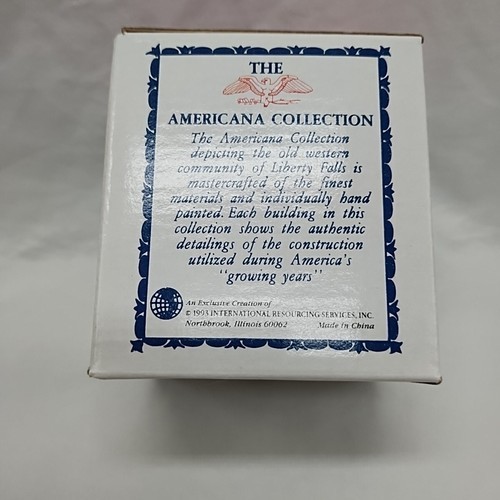 THE
AMERICANA COLLECTION
The Americana Collection
depicting the old western
community of Liberty Falls is
mastercrafted of the finest
materials and individually hand
painted. Each building in this
collection shows the authentic
detailings of the construction
utilized during America's
"growing years"
An Exclusive Creation of
© 1993 INTERNATIONAL RESOURCING SERVICES, INC.
Northbrook, Illinois 60062 Made in China